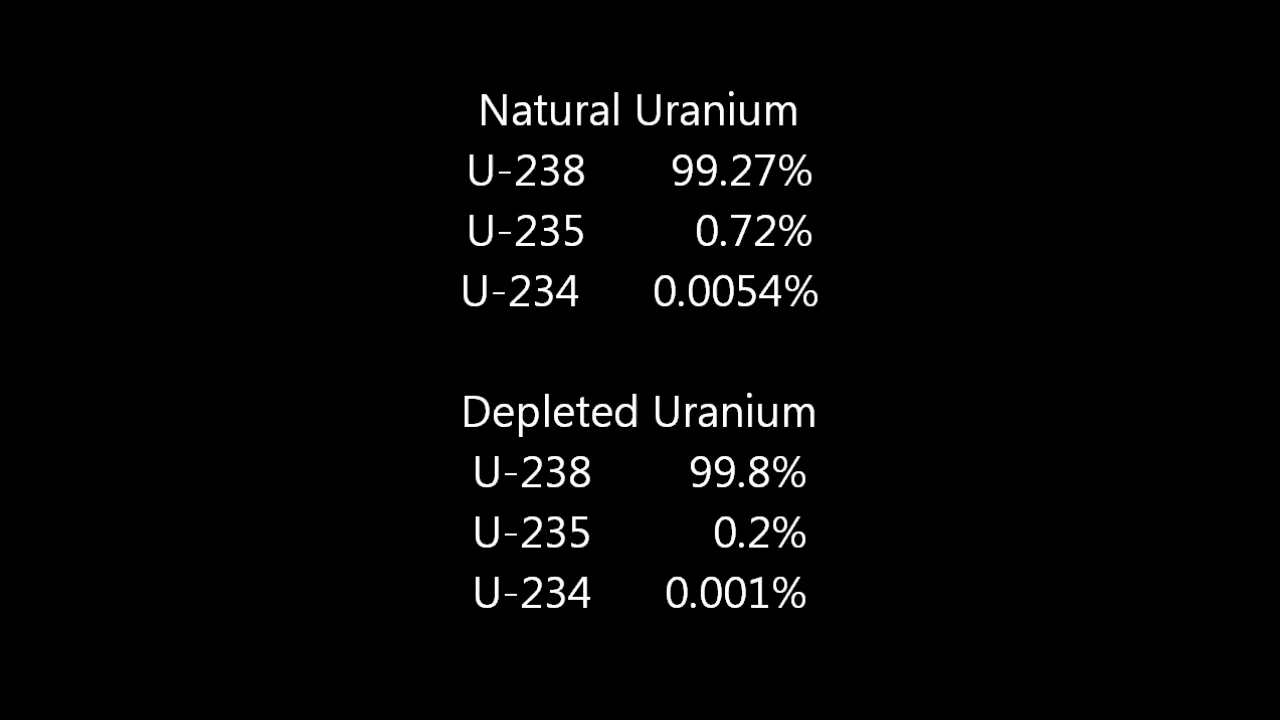 Natural Uranium
U-238 99.27%
U-235 0.72%
U-234 0.0054%
Depleted Uranium
U-238 99.8%
U-235 0.2%
U-234 0.001%